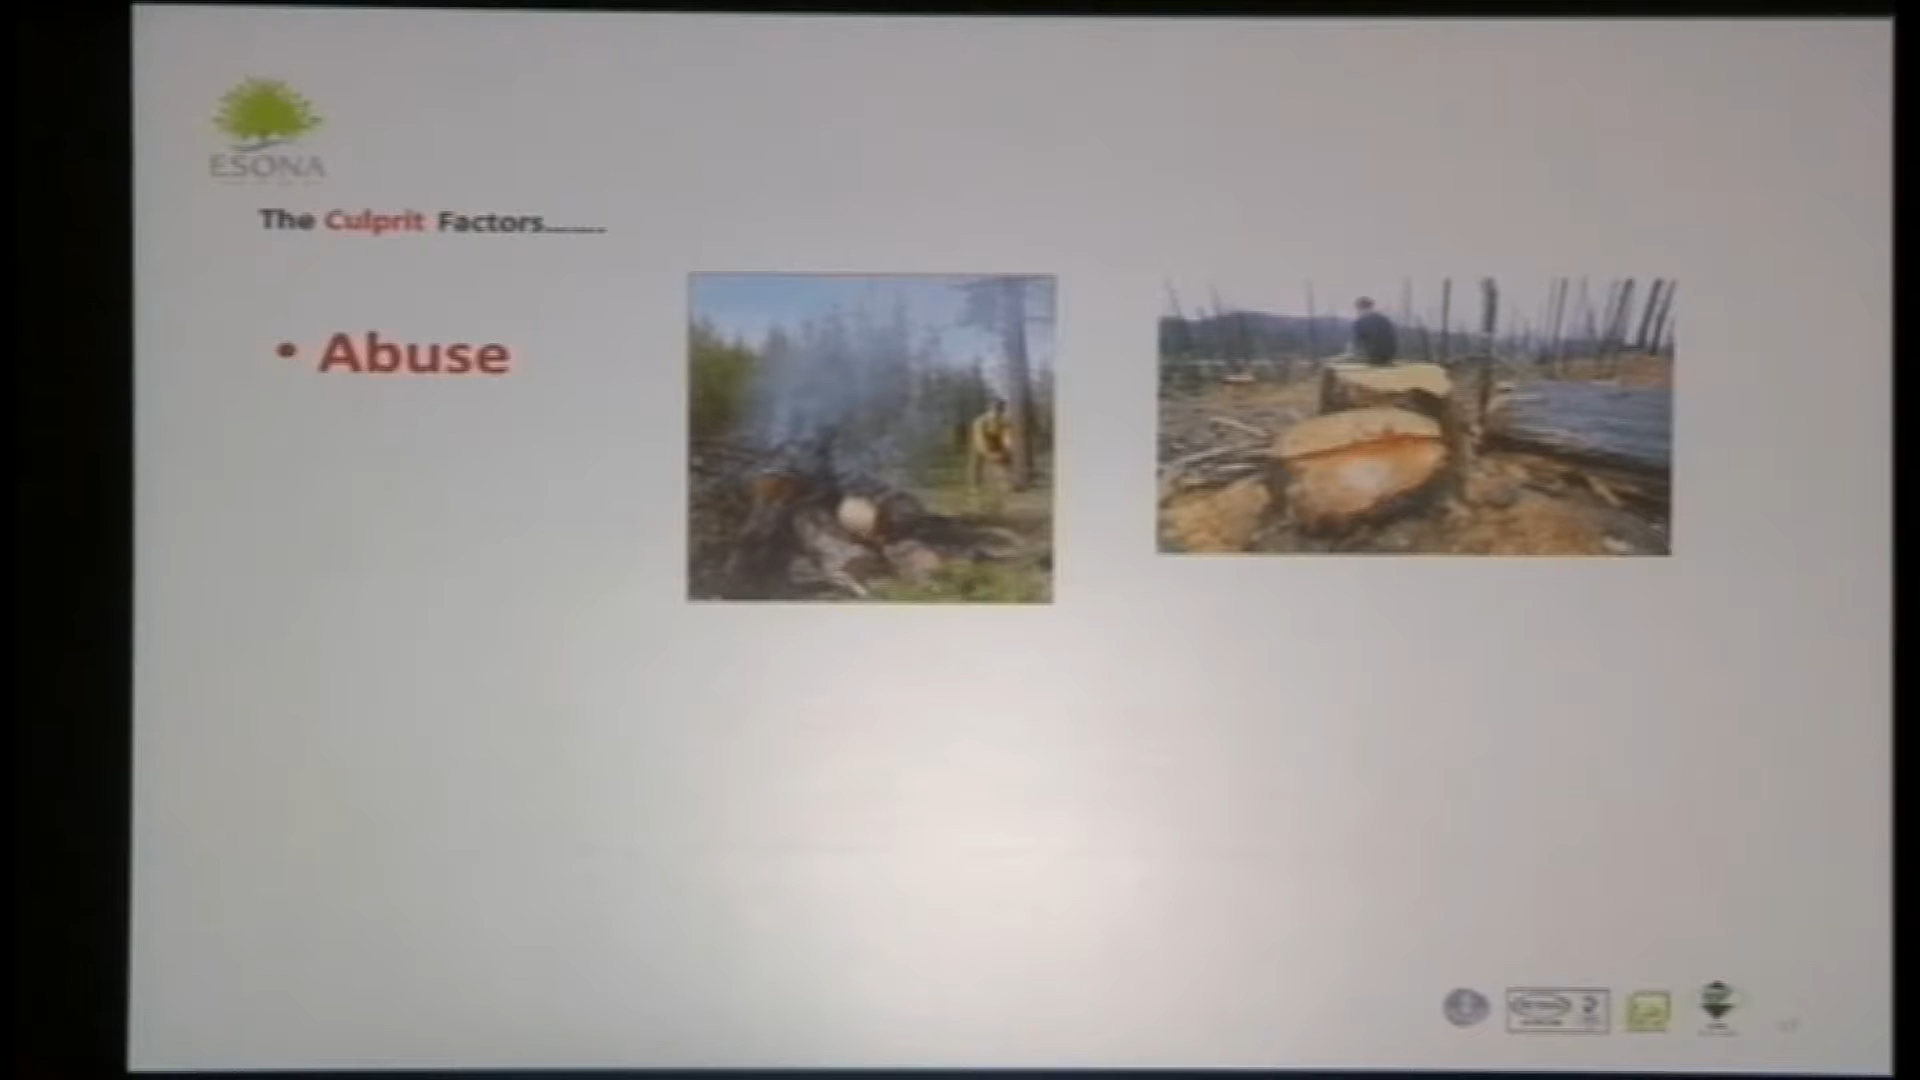 ESONA
The Culprit Factors.......
• Abuse